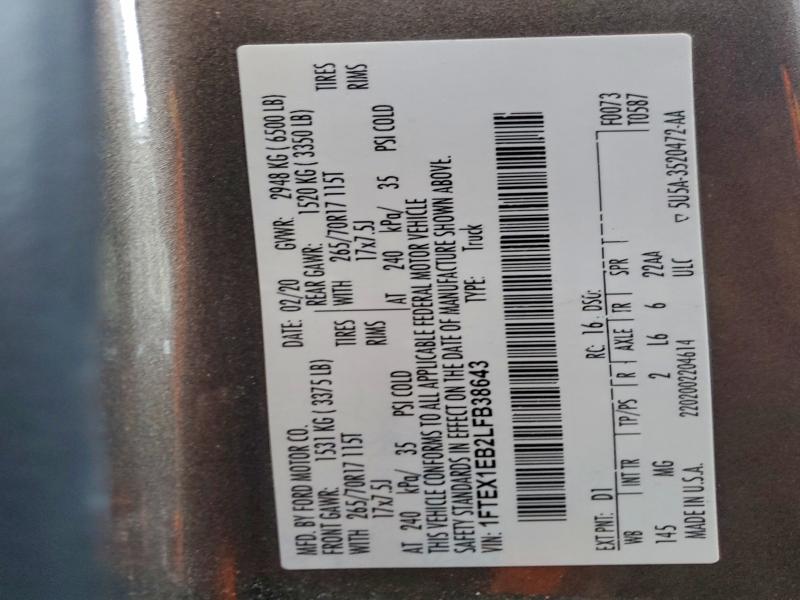 MFD. BY FORD MOTOR CO.
DATE: 02/20 GVWR: 2948 KG ( 6500 LB)
FRONT GAWR: 1531 KG ( 3375 LB) REAR GAWR: 1520 KG ( 3350 LB)
WITH 265/70R17 115T TIRES WITH 265/70R17 115T TIRES
17x7.5J RIMS 17x7.5J RIMS
AT 240 kPa/ 35 PSI COLD AT 240 kPa/ 35 PSI COLD
THIS VEHICLE CONFORMS TO ALL APPLICABLE FEDERAL MOTOR VEHICLE
SAFETY STANDARDS IN EFFECT ON THE DATE OF MANUFACTURE SHOWN ABOVE.
VIN: 1FTEX1EB2LFB38643 TYPE: Truck
F0073
EXT PNT: D1 RC: 16 DSO: T0587
WB INT TR TP/PS R AXLE TR SPR
145 MG 2 L6 6 22AA
2202002204614 ULC
MADE IN U.S.A. ▽ 5U5A-3520472-AA